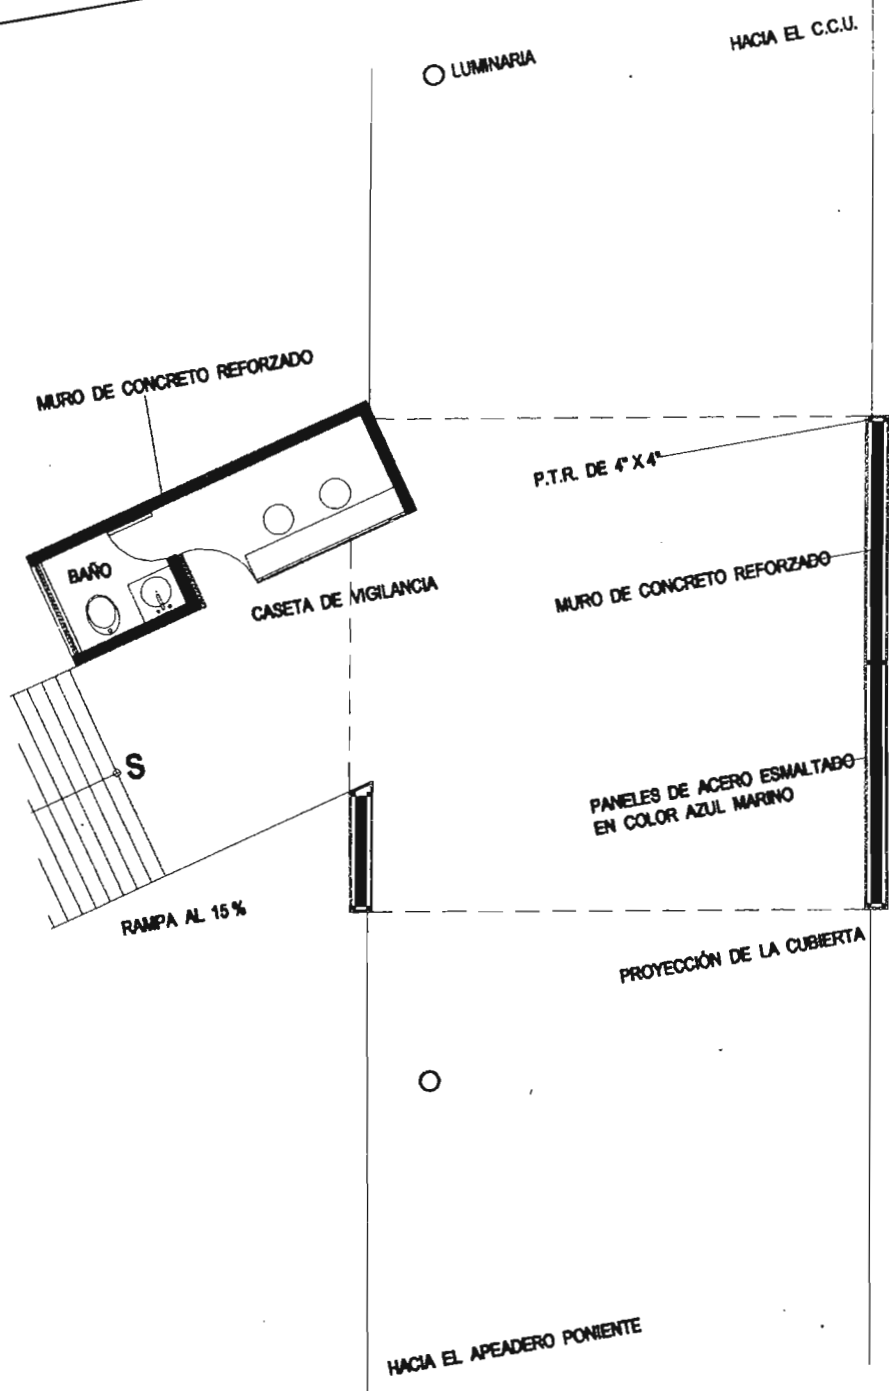 HACIA EL C.C.U.
LUMINARIA
MURO DE CONCRETO REFORZADO
P.T.R. DE 4" X 4"
BAÑO
CASETA DE VIGILANCIA
MURO DE CONCRETO REFORZADO
S
PANELES DE ACERO ESMALTADO
EN COLOR AZUL MARINO
RAMPA AL 15 %
PROYECCIÓN DE LA CUBIERTA
HACIA EL APEADERO PONIENTE